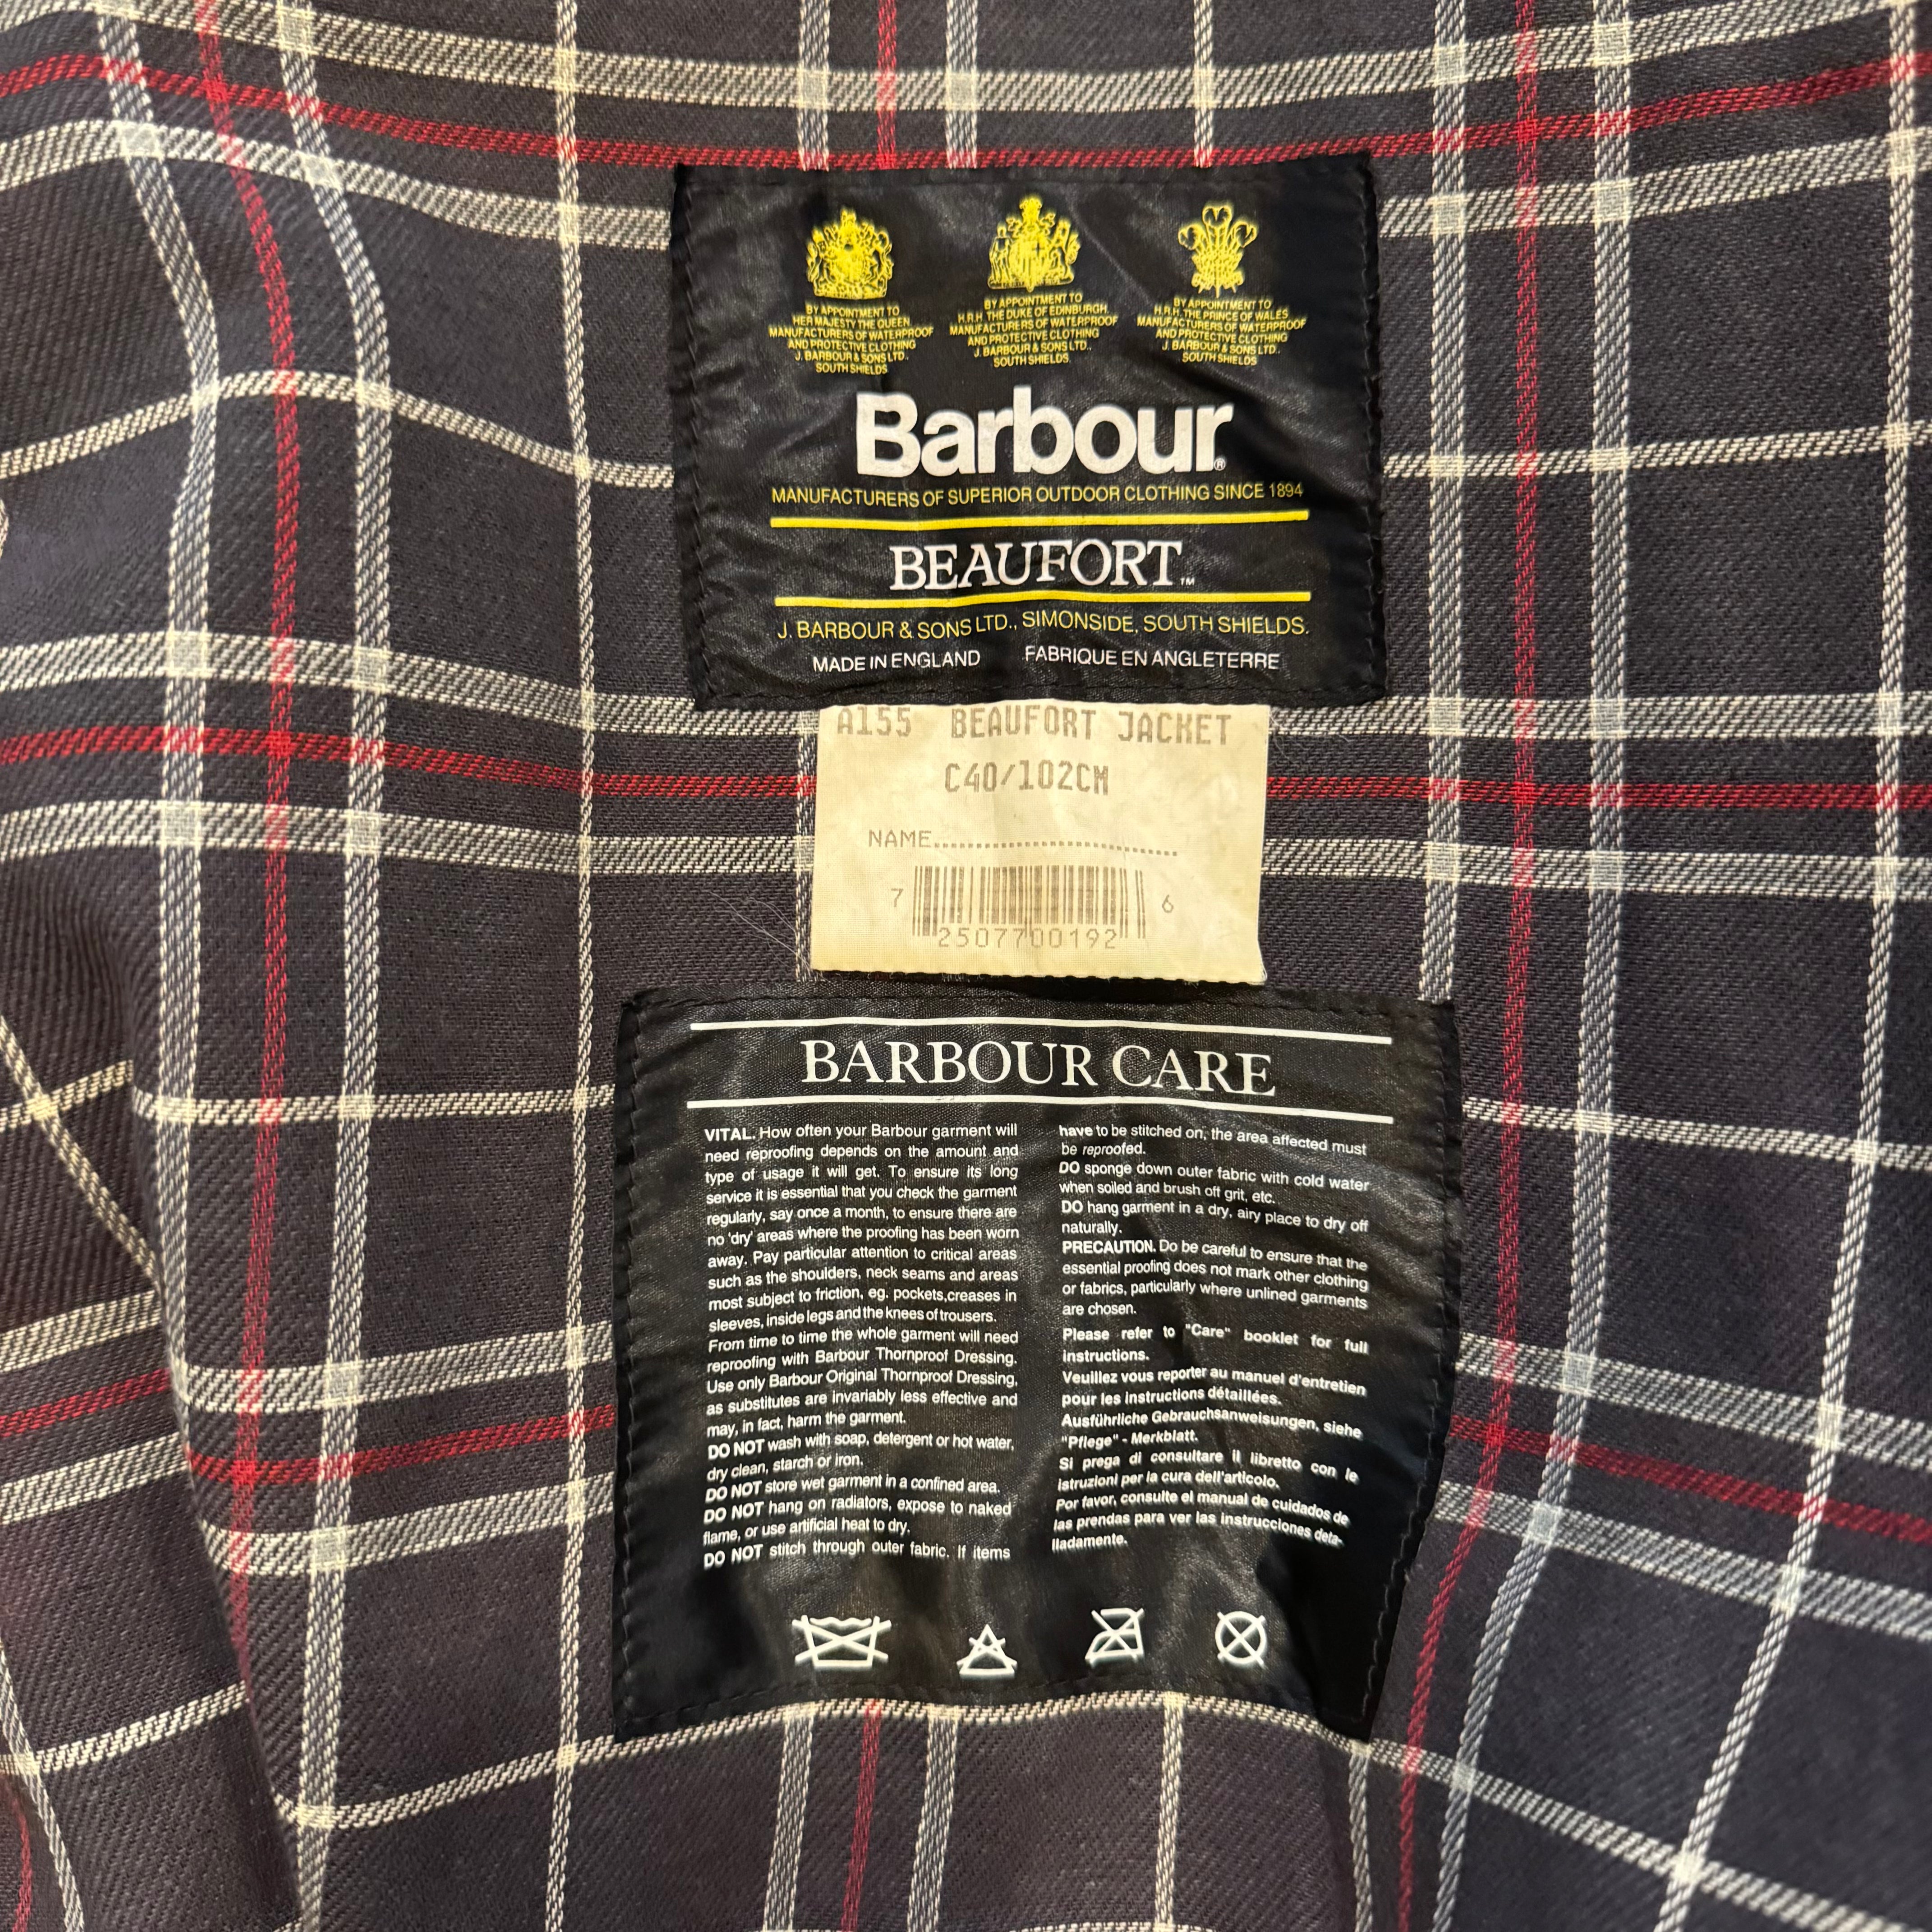 BY APPOINTMENT TO
HER MAJESTY THE QUEEN
MANUFACTURERS OF WATERPROOF
AND PROTECTIVE CLOTHING
J. BARBOUR & SONS LTD.
SOUTH SHIELDS
BY APPOINTMENT TO
H.R.H. THE DUKE OF EDINBURGH
MANUFACTURERS OF WATERPROOF
AND PROTECTIVE CLOTHING
J. BARBOUR & SONS LTD.,
SOUTH SHIELDS.
BY APPOINTMENT TO
H.R.H. THE PRINCE OF WALES
MANUFACTURERS OF WATERPROOF
AND PROTECTIVE CLOTHING
J. BARBOUR & SONS LTD.
SOUTH SHIELDS
Barbour®
MANUFACTURERS OF SUPERIOR OUTDOOR CLOTHING SINCE 1894
BEAUFORT™
J. BARBOUR & SONS LTD., SIMONSIDE, SOUTH SHIELDS.
MADE IN ENGLAND FABRIQUE EN ANGLETERRE
A155 BEAUFORT JACKET
C40/102CM
NAME................................
7 2507700192 6
BARBOUR CARE
VITAL. How often your Barbour garment will
need reproofing depends on the amount and
type of usage it will get. To ensure its long
service it is essential that you check the garment
regularly, say once a month, to ensure there are
no 'dry' areas where the proofing has been worn
away. Pay particular attention to critical areas
such as the shoulders, neck seams and areas
most subject to friction, eg. pockets,creases in
sleeves, inside legs and the knees of trousers.
From time to time the whole garment will need
reproofing with Barbour Thornproof Dressing.
Use only Barbour Original Thornproof Dressing,
as substitutes are invariably less effective and
may, in fact, harm the garment.
DO NOT wash with soap, detergent or hot water,
dry clean, starch or iron.
DO NOT store wet garment in a confined area.
DO NOT hang on radiators, expose to naked
flame, or use artificial heat to dry.
DO NOT stitch through outer fabric. If items
have to be stitched on, the area affected must
be reproofed.
DO sponge down outer fabric with cold water
when soiled and brush off grit, etc.
DO hang garment in a dry, airy place to dry off
naturally.
PRECAUTION. Do be careful to ensure that the
essential proofing does not mark other clothing
or fabrics, particularly where unlined garments
are chosen.
Please refer to "Care" booklet for full
instructions.
Veuillez vous reporter au manuel d'entretien
pour les instructions détaillées.
Ausführliche Gebrauchsanweisungen, siehe
"Pflege" - Merkblatt.
Si prega di consultare il libretto con le
istruzioni per la cura dell'articolo.
Por favor, consulte el manual de cuidados de
las prendas para ver las instrucciones deta-
lladamente.